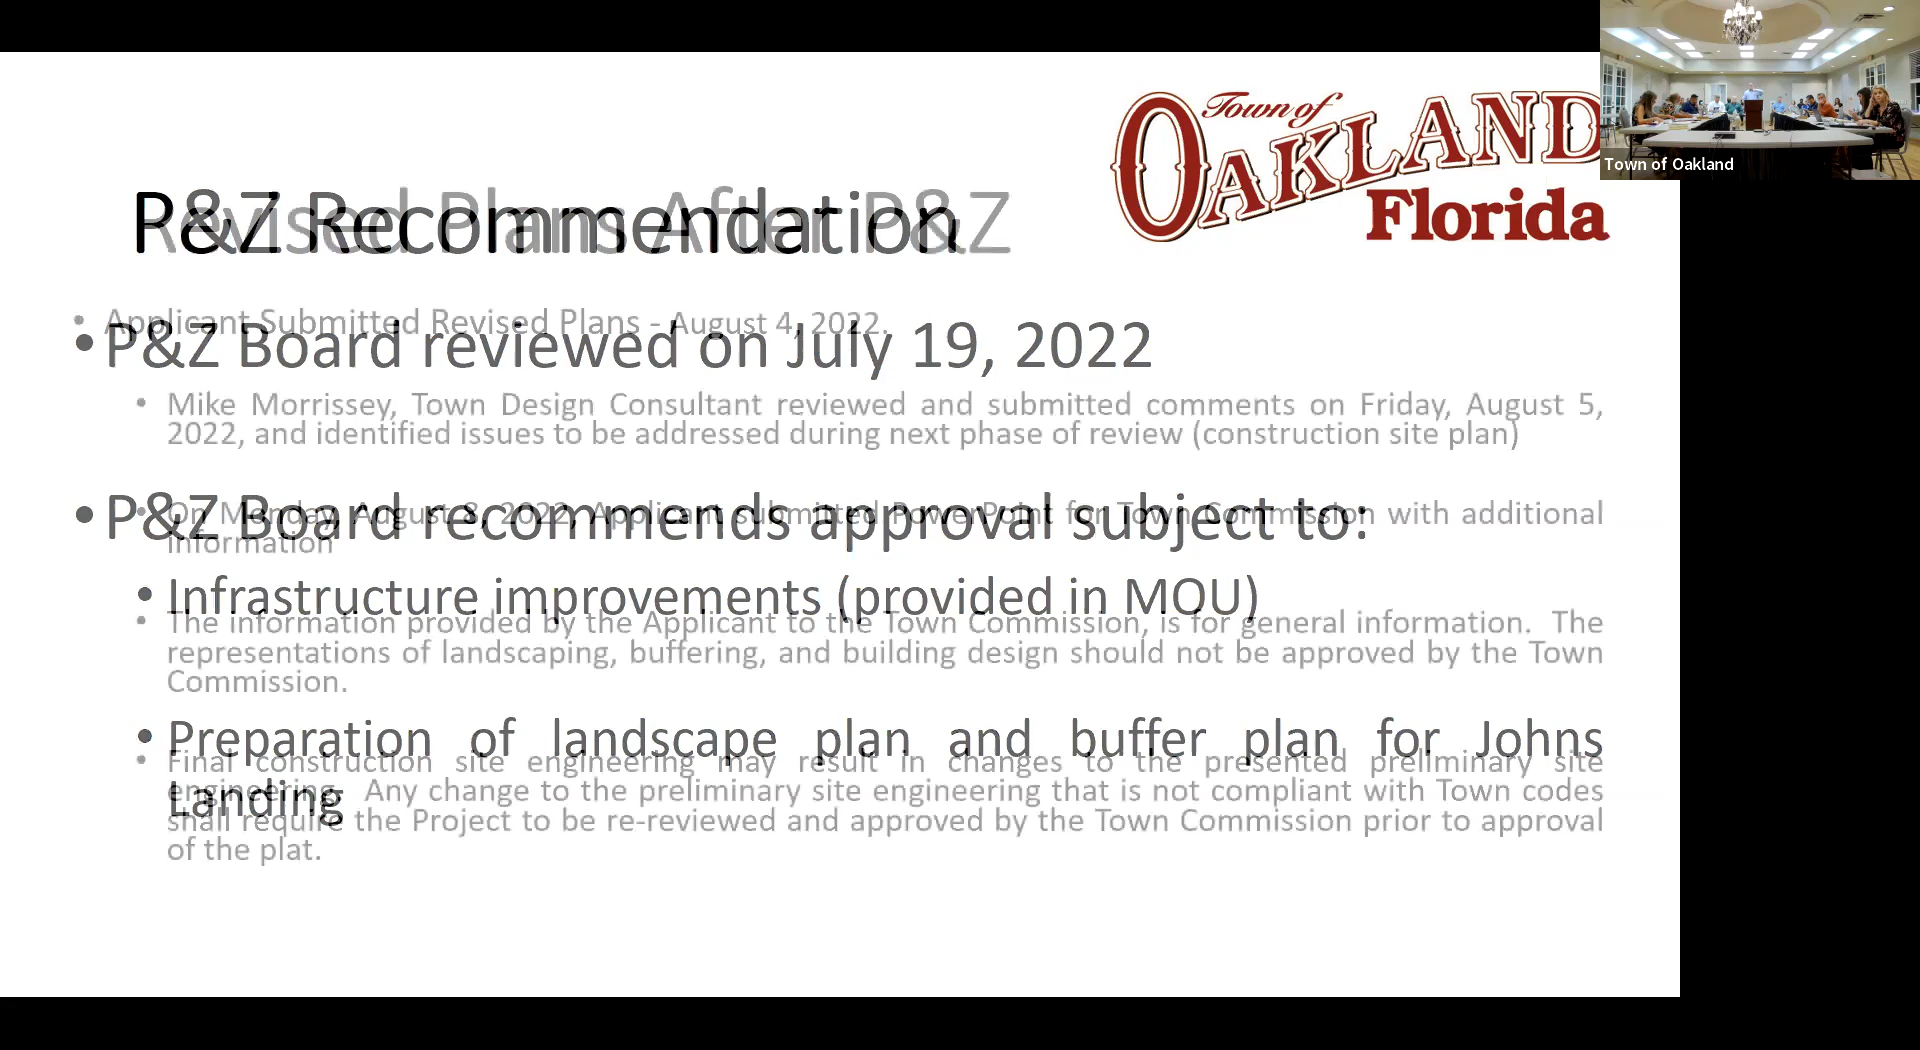 Town of
OAKLAND
Florida
Town of Oakland
P&Z Recommendation
Revised Plans After P&Z
• Applicant Submitted Revised Plans - August 4, 2022.
• P&Z Board reviewed on July 19, 2022
• Mike Morrissey, Town Design Consultant reviewed and submitted comments on Friday, August 5,
2022, and identified issues to be addressed during next phase of review (construction site plan)
• P&Z Board recommends approval subject to:
• On Monday, August 8, 2022, Applicant submitted PowerPoint for Town Commission with additional
information
• Infrastructure improvements (provided in MOU)
• The information provided by the Applicant to the Town Commission, is for general information. The
representations of landscaping, buffering, and building design should not be approved by the Town
Commission.
• Preparation of landscape plan and buffer plan for Johns
Landing
• Final construction site engineering may result in changes to the presented preliminary site
engineering. Any change to the preliminary site engineering that is not compliant with Town codes
shall require the Project to be re-reviewed and approved by the Town Commission prior to approval
of the plat.